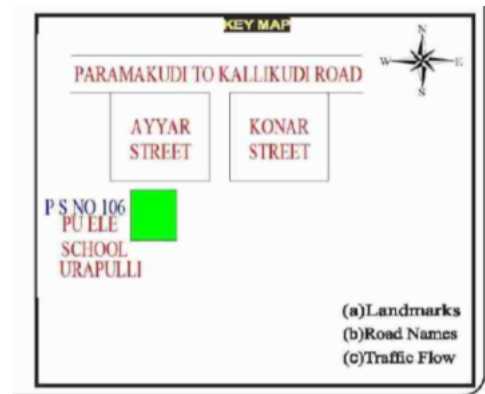 KEY MAP
N
W E
S
PARAMAKUDI TO KALLIKUDI ROAD
AYYAR
STREET
KONAR
STREET
P S NO 106
PU ELE
SCHOOL
URAPULLI
(a)Landmarks
(b)Road Names
(c)Traffic Flow